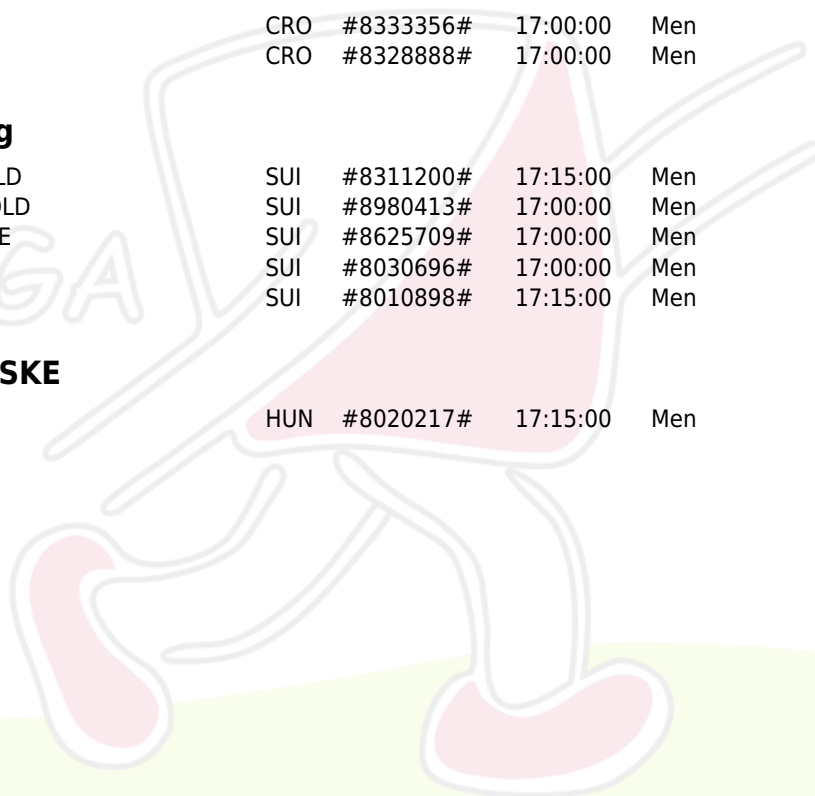 CRO #8333356# 17:00:00 Men
CRO #8328888# 17:00:00 Men
g
LD SUI #8311200# 17:15:00 Men
OLD SUI #8980413# 17:00:00 Men
E SUI #8625709# 17:00:00 Men
SUI #8030696# 17:00:00 Men
SUI #8010898# 17:15:00 Men
GA
SKE
HUN #8020217# 17:15:00 Men